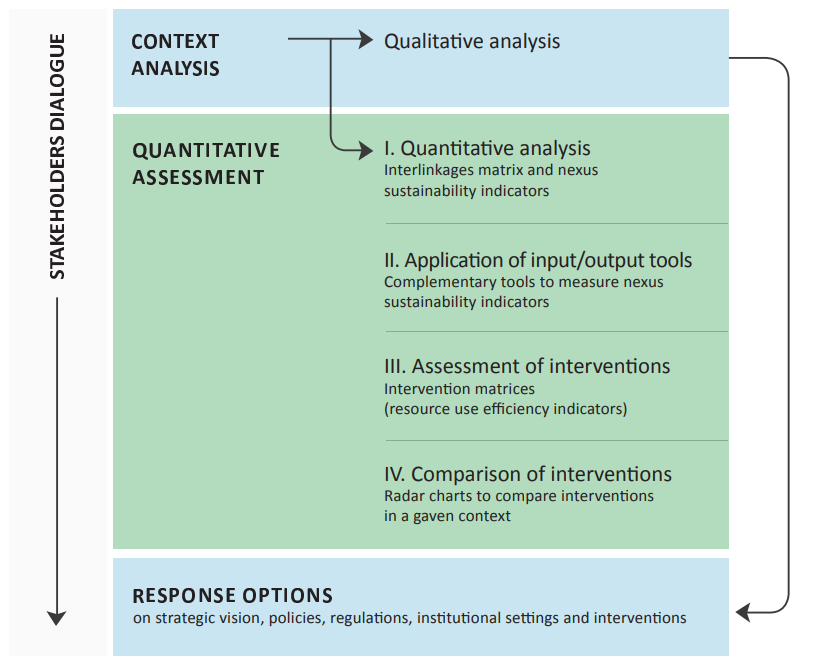 STAKEHOLDERS DIALOGUE
CONTEXT
ANALYSIS
Qualitative analysis
QUANTITATIVE
ASSESSMENT
I. Quantitative analysis
Interlinkages matrix and nexus
sustainability indicators
II. Application of input/output tools
Complementary tools to measure nexus
sustainability indicators
III. Assessment of interventions
Intervention matrices
(resource use efficiency indicators)
IV. Comparison of interventions
Radar charts to compare interventions
in a gaven context
RESPONSE OPTIONS
on strategic vision, policies, regulations, institutional settings and interventions